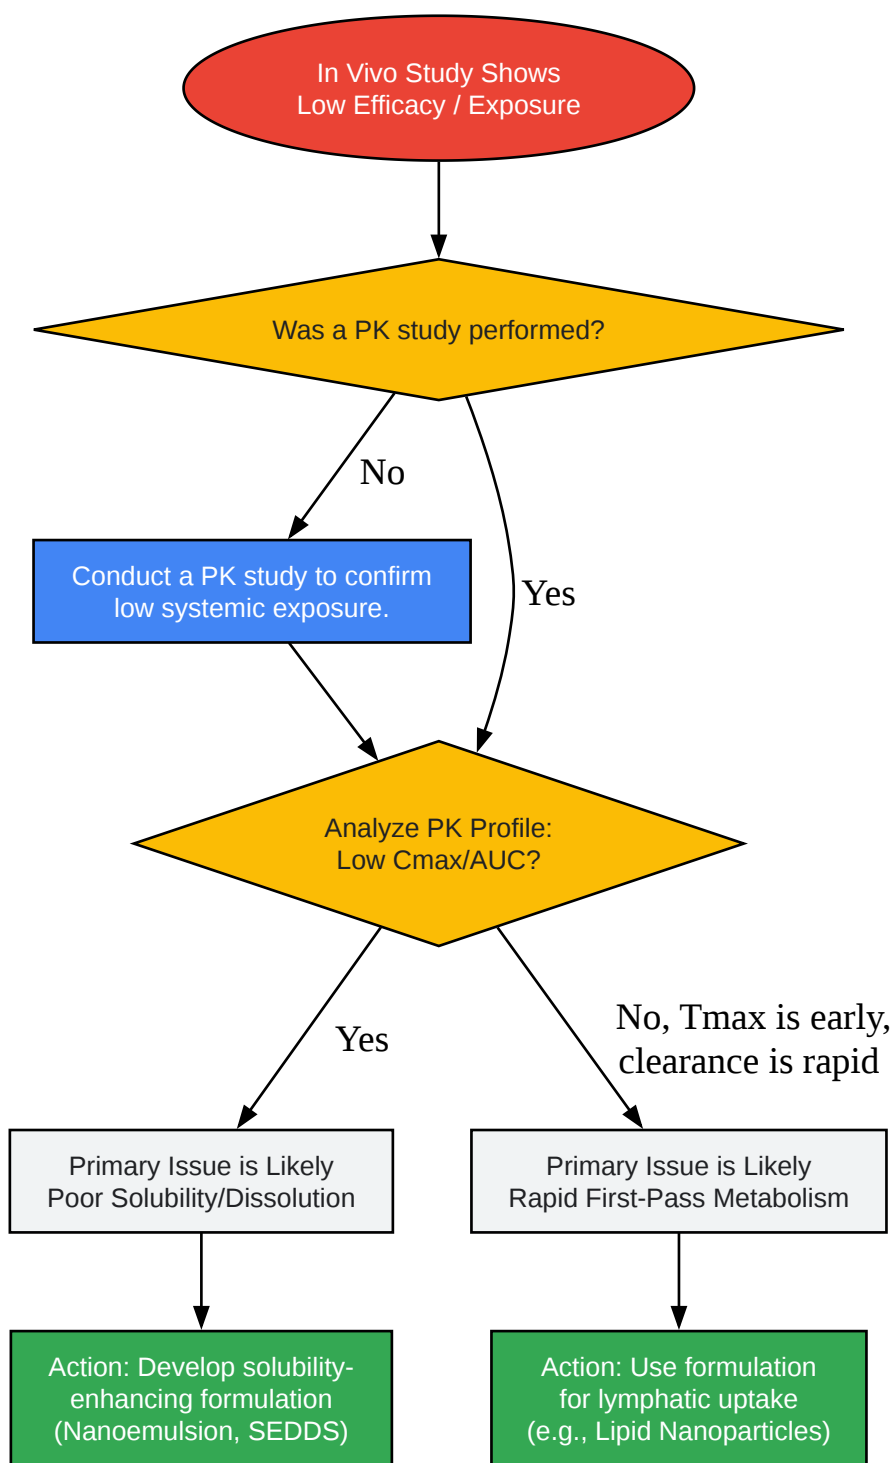 In Vivo Study Shows
Low Efficacy / Exposure
Was a PK study performed?
No
Conduct a PK study to confirm
low systemic exposure.
Yes
Analyze PK Profile:
Low Cmax/AUC?
Yes
No, Tmax is early,
clearance is rapid
Primary Issue is Likely
Poor Solubility/Dissolution
Primary Issue is Likely
Rapid First-Pass Metabolism
Action: Develop solubility-
enhancing formulation
(Nanoemulsion, SEDDS)
Action: Use formulation
for lymphatic uptake
(e.g., Lipid Nanoparticles)